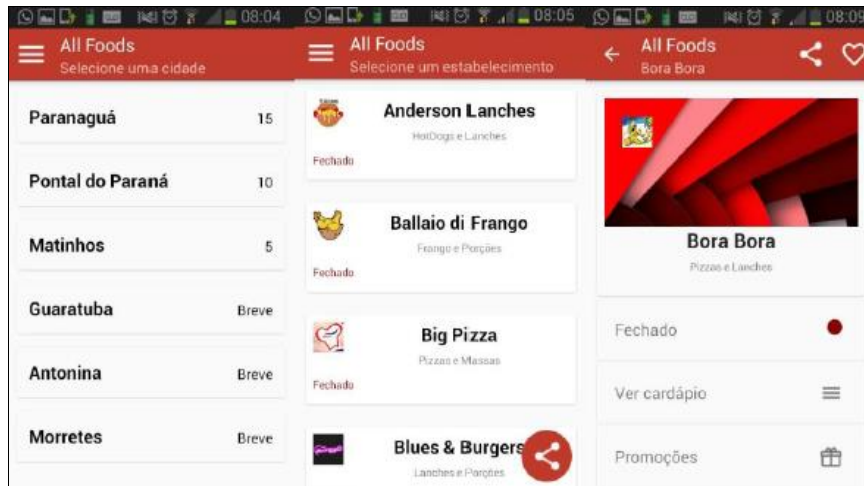 08:04
All Foods
Selecione uma cidade
Paranaguá 15
Pontal do Paraná 10
Matinhos 5
Guaratuba Breve
Antonina Breve
Morretes Breve
08:05
All Foods
Selecione um estabelecimento
Anderson Lanches
HotDogs e Lanches
Fechado
Ballaio di Frango
Frango e Porções
Fechado
Big Pizza
Pizzas e Massas
Fechado
Blues & Burgers
Lanches e Porções
08:09
All Foods
Bora Bora
Bora Bora
Pizzas e Lanches
Fechado
Ver cardápio
Promoções